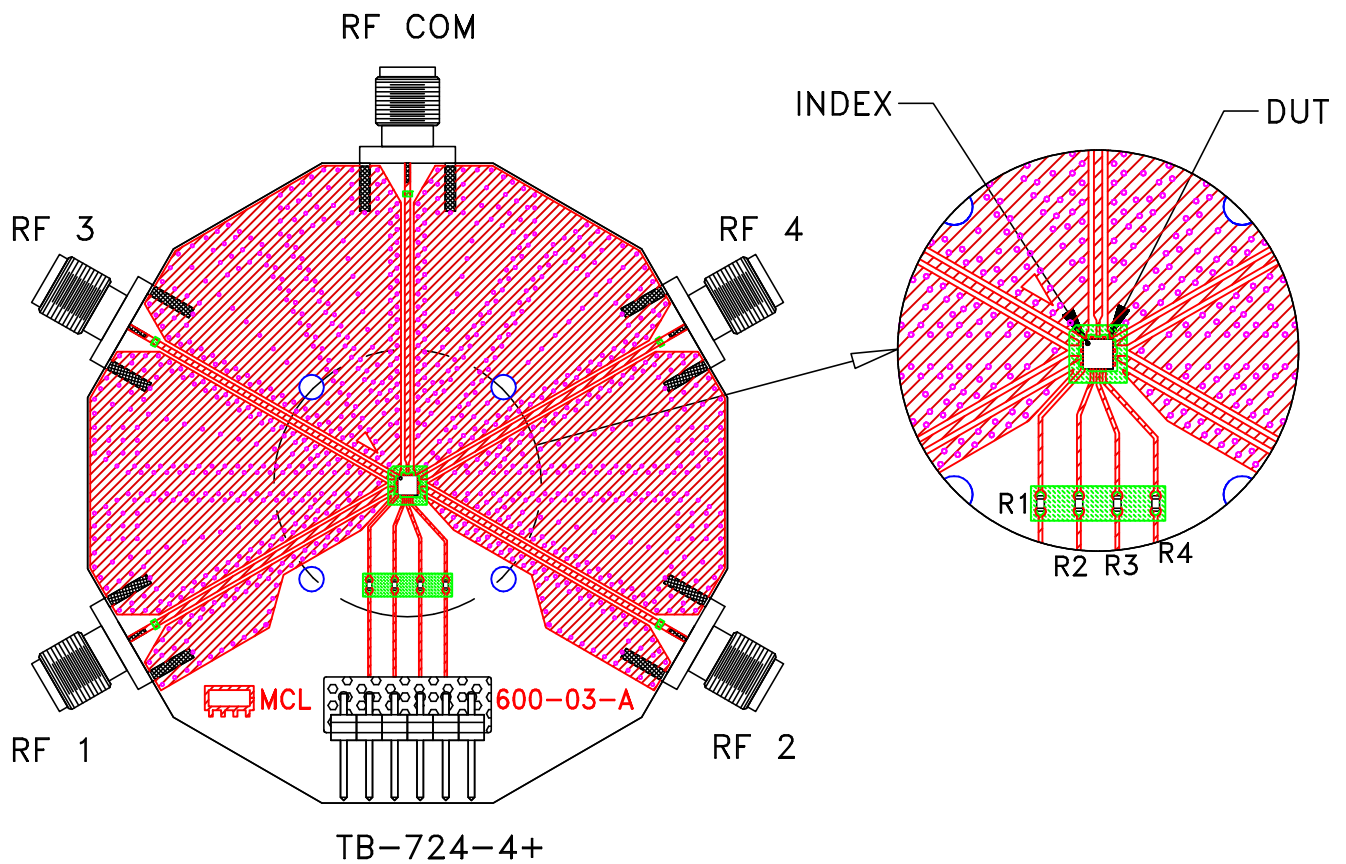 RF COM
INDEX
DUT
RF 3
RF 4
R1
R2
R3
R4
MCL
600-03-A
RF 1
RF 2
TB-724-4+